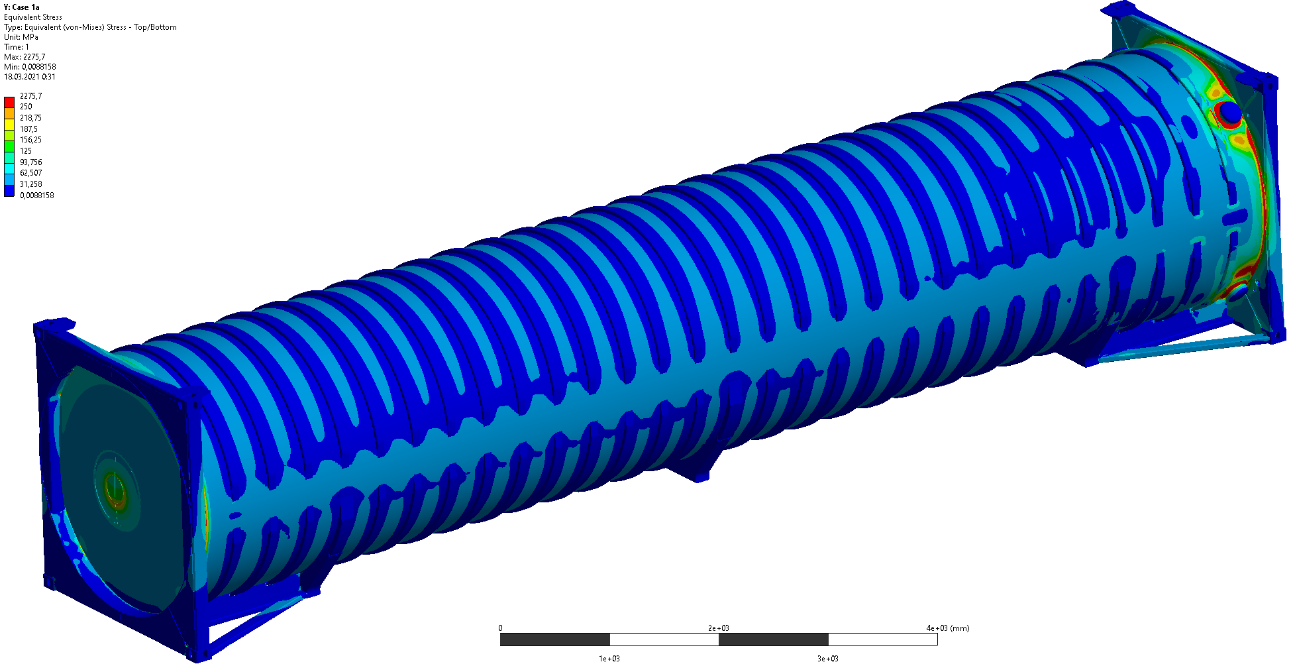 Y: Case 1a
Equivalent Stress
Type: Equivalent (von-Mises) Stress - Top/Bottom
Unit: MPa
Time: 1
Max: 2275,7
Min: 0,0088158
18.03.2021 0:31
2275,7
250
218,75
187,5
156,25
125
93,756
62,507
31,258
0,0088158
0 2e+03 4e+03 (mm)
1e+03 3e+03